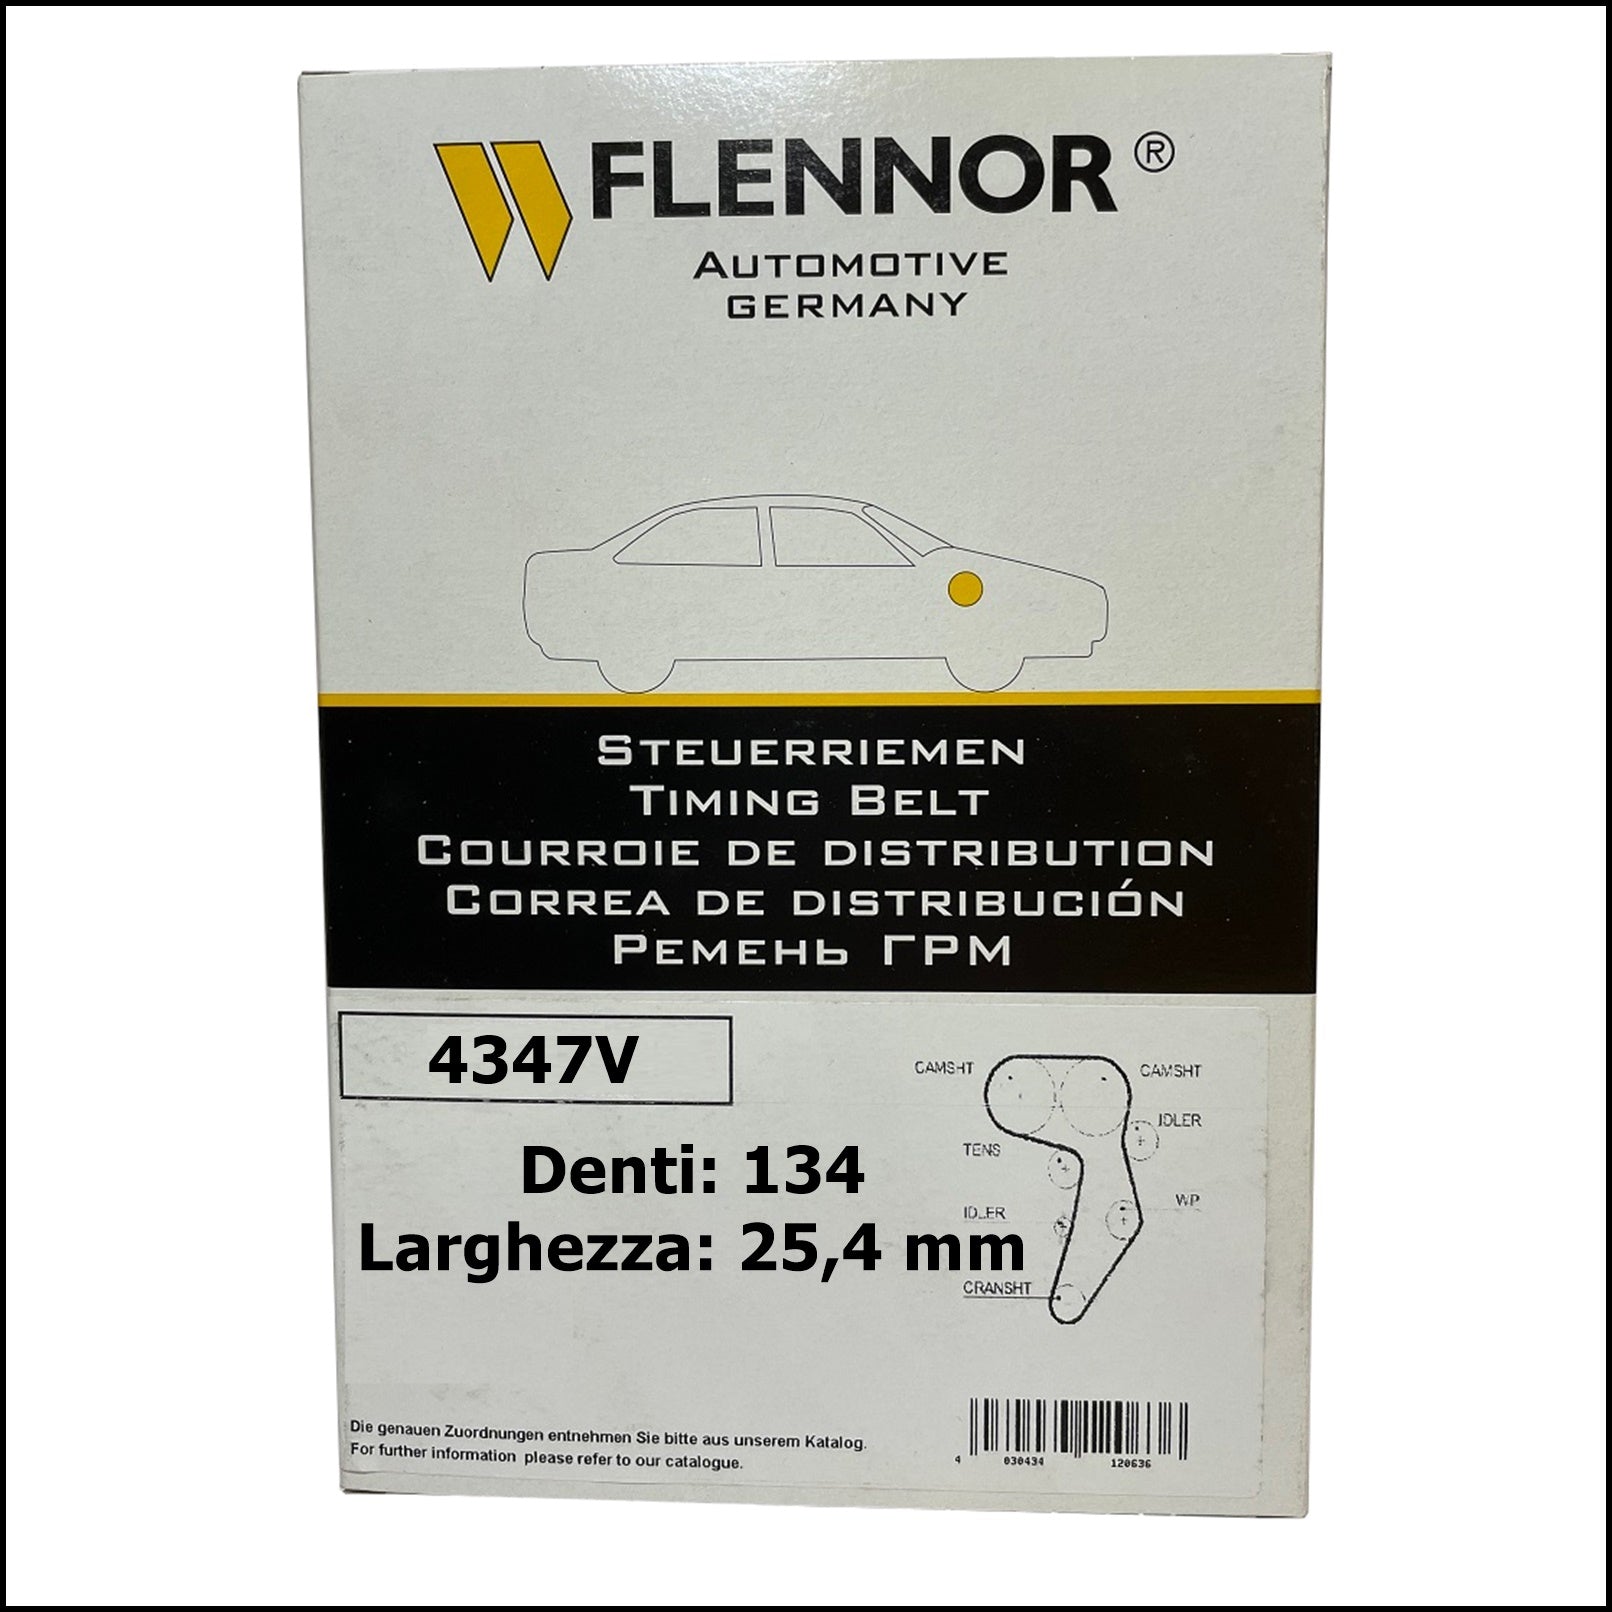 FLENNOR®
AUTOMOTIVE
GERMANY
STEUERRIEMEN
TIMING BELT
COURROIE DE DISTRIBUTION
CORREA DE DISTRIBUCIÓN
РЕМЕНЬ ГРМ
4347V
CAMSHT
CAMSHT
IDLER
TENS
WP
IDLER
CRANSHT
Denti: 134
Larghezza: 25,4 mm
Die genauen Zuordnungen entnehmen Sie bitte aus unserem Katalog.
For further information please refer to our catalogue.
4 030434 120636